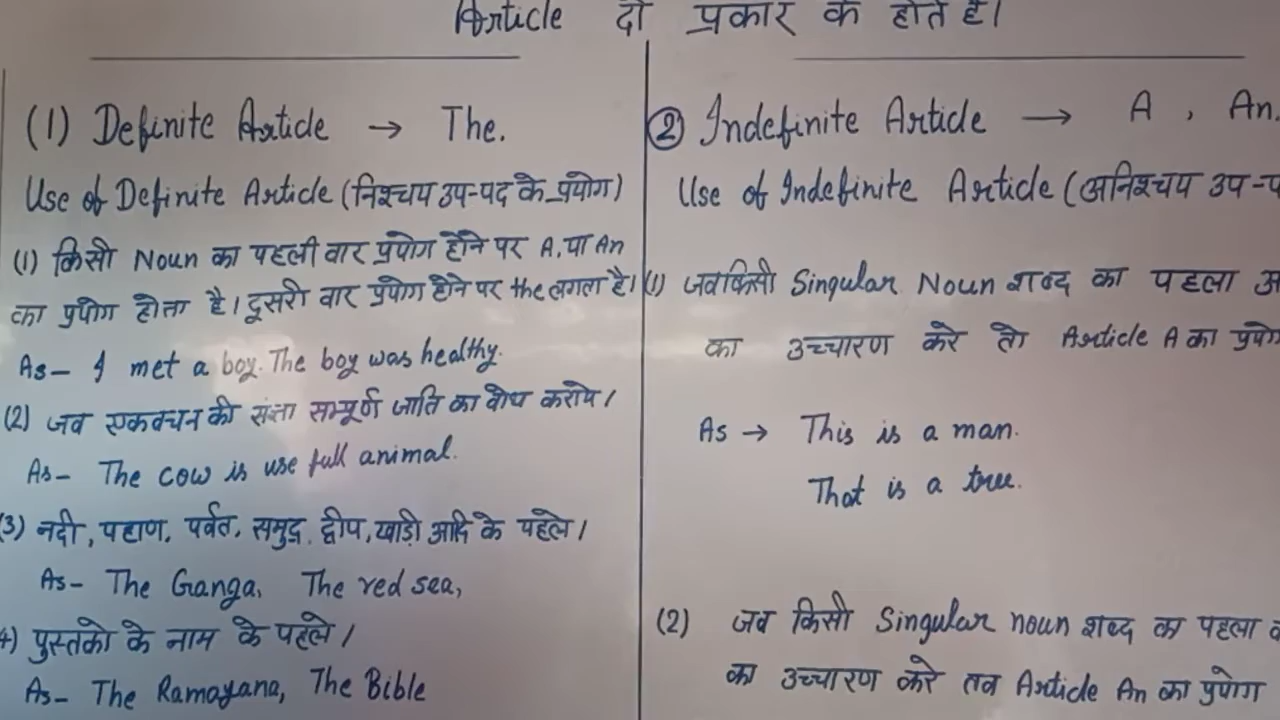 Article दो प्रकार के होते है।
(1) Definite Article → The.
Use of Definite Article (निश्चय उप-पद के प्रयोग)
(1) किसी Noun का पहली वार प्रयोग होने पर A, या An
का प्रयोग होता है। दूसरी वार प्रयोग होने पर the लगता है।
As – I met a boy. The boy was healthy.
(2) जव एकवचन की संज्ञा सम्पूर्ण जाति का वोध कराये।
As – The cow is use full animal.
(3) नदी, पहाण, पर्वत, समुद्र, द्वीप, खाड़ी आदि के पहले।
As – The Ganga, The red sea,
4) पुस्तको के नाम के पहले।
As – The Ramayana, The Bible
② Indefinite Article → A , An.
Use of Indefinite Article (अनिश्चय उप-प
(1) जव किसी Singular Noun शब्द का पहला अ
का उच्चारण करे तो Article A का प्रयो
As → This is a man.
That is a tree.
(2) जव किसी Singular noun शब्द का पहला
का उच्चारण करे तव Article An का प्रयोग